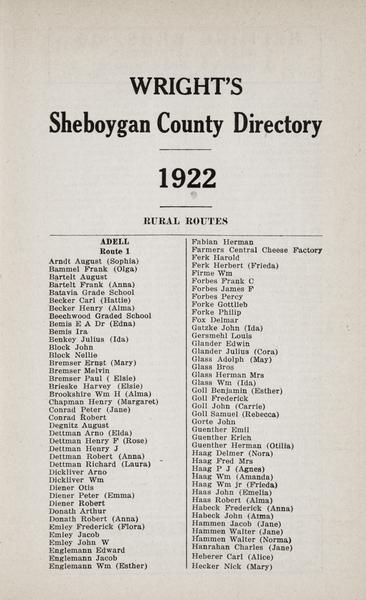 WRIGHT'S
Sheboygan County Directory
1922
RURAL ROUTES
ADELL
Route 1
Arndt August (Sophia)
Bammel Frank (Olga)
Bartelt August
Bartelt Frank (Anna)
Batavia Grade School
Becker Carl (Hattie)
Becker Henry (Alma)
Beechwood Graded School
Bemis E A Dr (Edna)
Bemis Ira
Benkey Julius (Ida)
Block John
Block Nellie
Bremser Ernst (Mary)
Bremser Melvin
Bremser Paul ( Elsie)
Brieske Harvey (Elsie)
Brookshire Wm H (Alma)
Chapman Henry (Margaret)
Conrad Peter (Jane)
Conrad Robert
Degnitz August
Dettman Arno (Elda)
Dettman Henry F (Rose)
Dettman Henry J
Dettman Robert (Anna)
Dettman Richard (Laura)
Dickliver Arno
Dickliver Wm
Diener Otis
Diener Peter (Emma)
Diener Robert
Donath Arthur
Donath Robert (Anna)
Emley Frederick (Flora)
Emley Jacob
Emley John W
Englemann Edward
Englemann Jacob
Englemann Wm (Esther)
Fabian Herman
Farmers Central Cheese Factory
Ferk Harold
Ferk Herbert (Frieda)
Firme Wm
Forbes Frank C
Forbes James F
Forbes Percy
Forke Gottlieb
Forke Philip
Fox Delmar
Gatzke John (Ida)
Gersmehl Louis
Glander Edwin
Glander Julius (Cora)
Glass Adolph (May)
Glass Bros
Glass Herman Mrs
Glass Wm (Ida)
Goll Benjamin (Esther)
Goll Frederick
Goll John (Carrie)
Goll Samuel (Rebecca)
Gorte John
Guenther Emil
Guenther Erich
Guenther Herman (Otilia)
Haag Delmer (Nora)
Haag Fred Mrs
Haag P J (Agnes)
Haag Wm (Amanda)
Haag Wm jr (Frieda)
Haas John (Emelia)
Haas Robert (Alma)
Habeck Frederick (Anna)
Habeck John (Alma)
Hammen Jacob (Jane)
Hammen Walter (Jane)
Hammen Walter (Norma)
Hanrahan Charles (Jane)
Heberer Carl (Alice)
Hecker Nick (Mary)